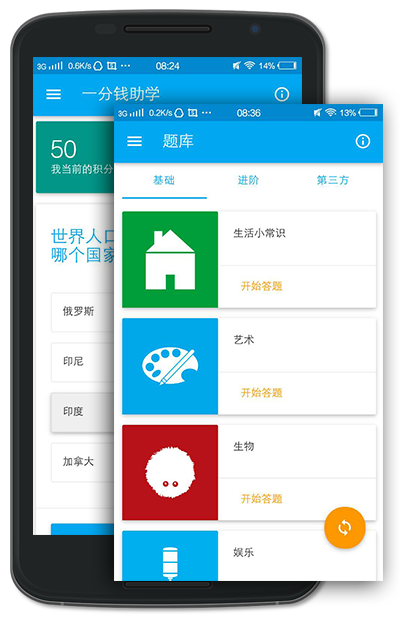 3G 0.6K/s ··· 08:24 14%
一分钱助学
50
我当前的积分
世界人口
哪个国家
俄罗斯
印尼
印度
加拿大
3G 0.2K/s ··· 08:36 13%
题库
基础 进阶 第三方
生活小常识
开始答题
艺术
开始答题
生物
开始答题
娱乐